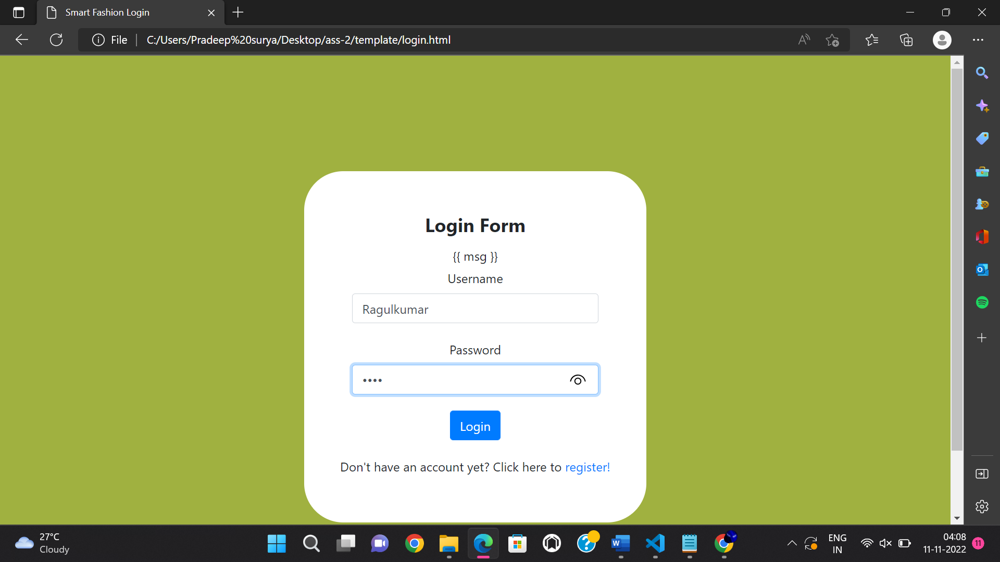 Smart Fashion Login
File
C:/Users/Pradeep%20surya/Desktop/ass-2/template/login.html
Login Form
{{ msg }}
Username
Ragulkumar
Password
••••
Login
Don't have an account yet? Click here to register!
27°C
Cloudy
ENG
IN
04:08
11-11-2022
11